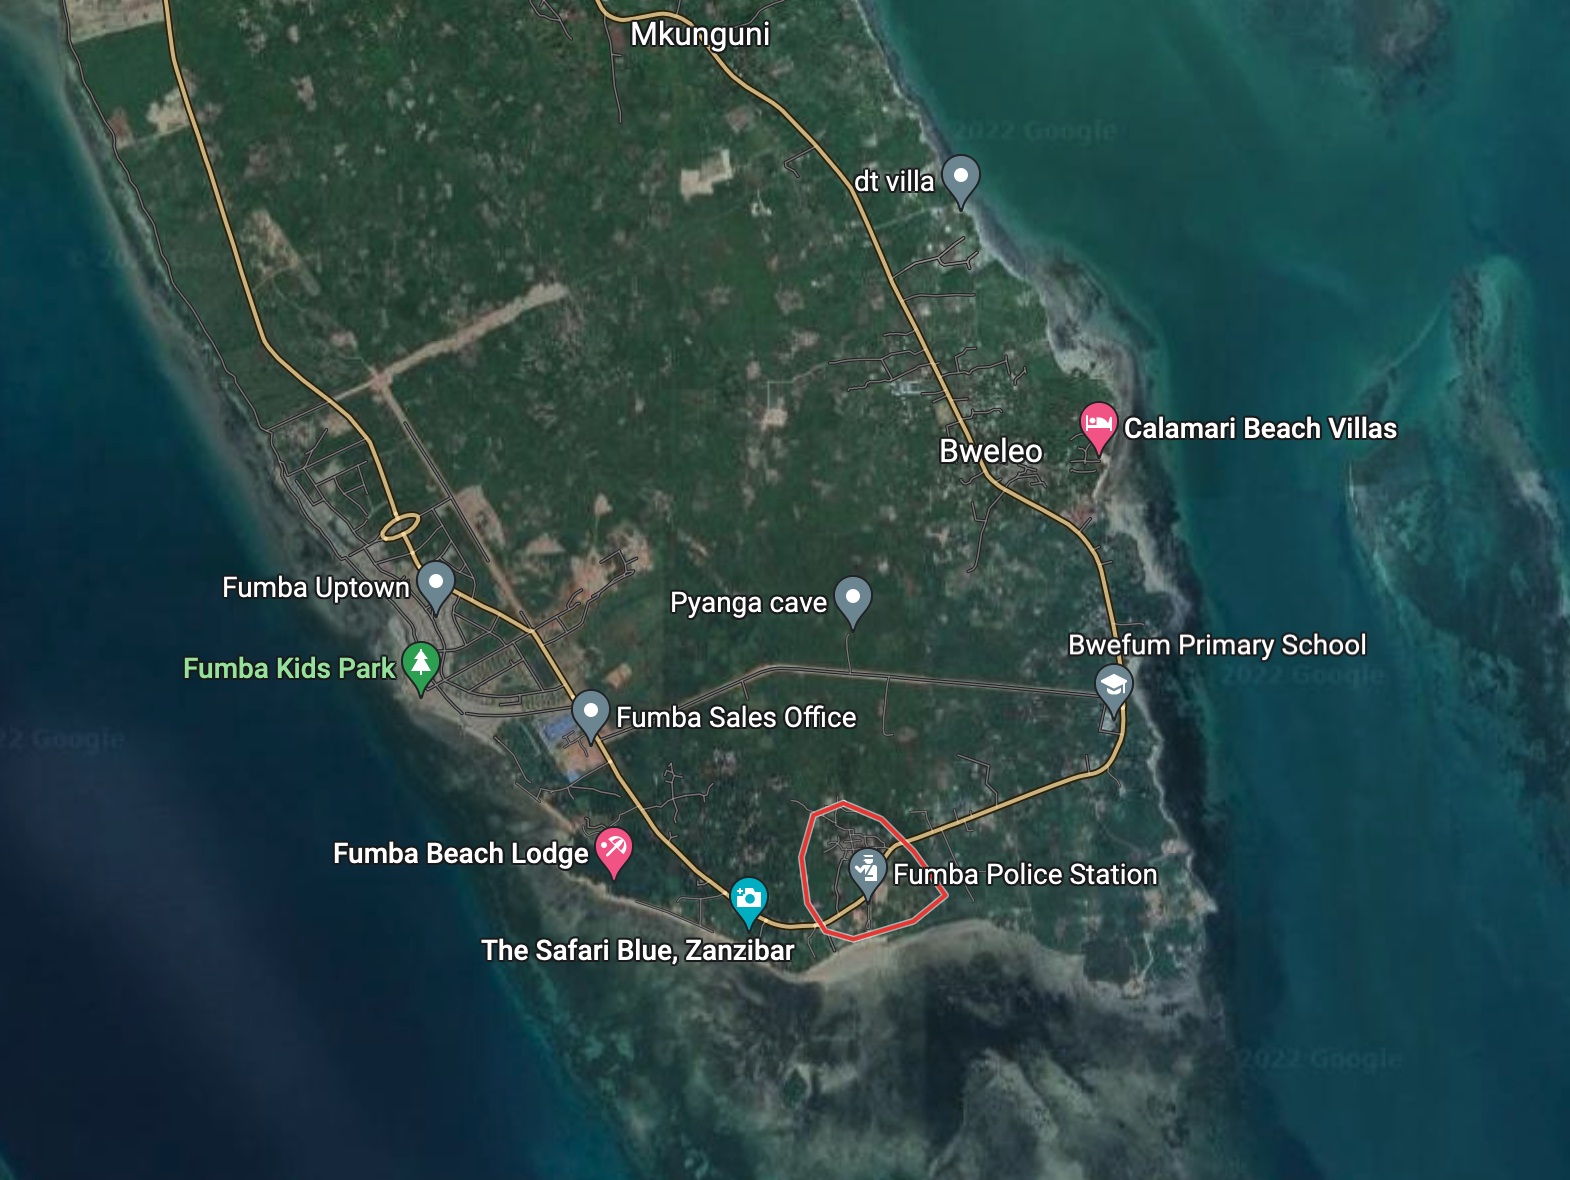 Mkunguni
2022 Google
dt villa
Calamari Beach Villas
Bweleo
Fumba Uptown
Pyanga cave
Bwefum Primary School
Fumba Kids Park
2022 Google
Fumba Sales Office
22 Google
Fumba Beach Lodge
Fumba Police Station
The Safari Blue, Zanzibar
2022 Google